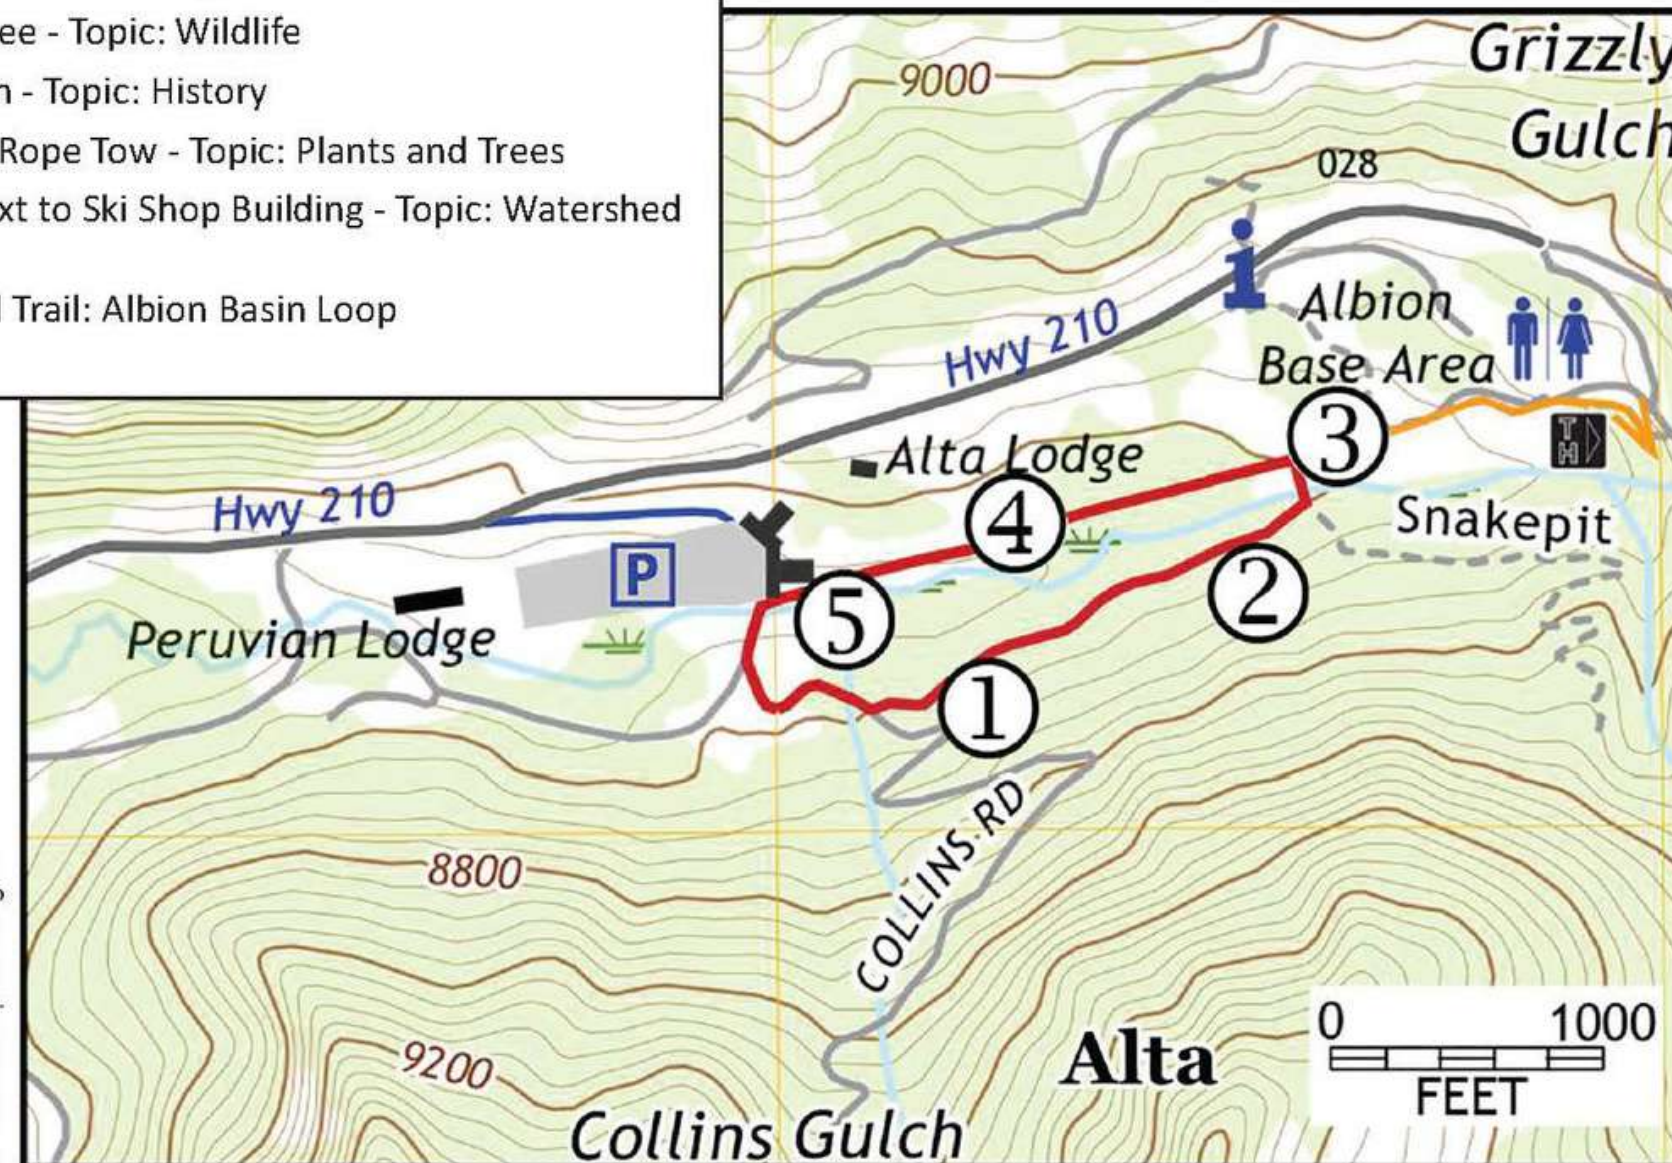 ee - Topic: Wildlife
n - Topic: History
Rope Tow - Topic: Plants and Trees
xt to Ski Shop Building - Topic: Watershed
l Trail: Albion Basin Loop
Grizzly
Gulch
9000
028
i
Albion
Base Area
Hwy 210
3
Alta Lodge
TH
Hwy 210
4
Snakepit
P
2
5
Peruvian Lodge
1
COLLINS RD
8800
9200
Alta
0 1000
FEET
Collins Gulch